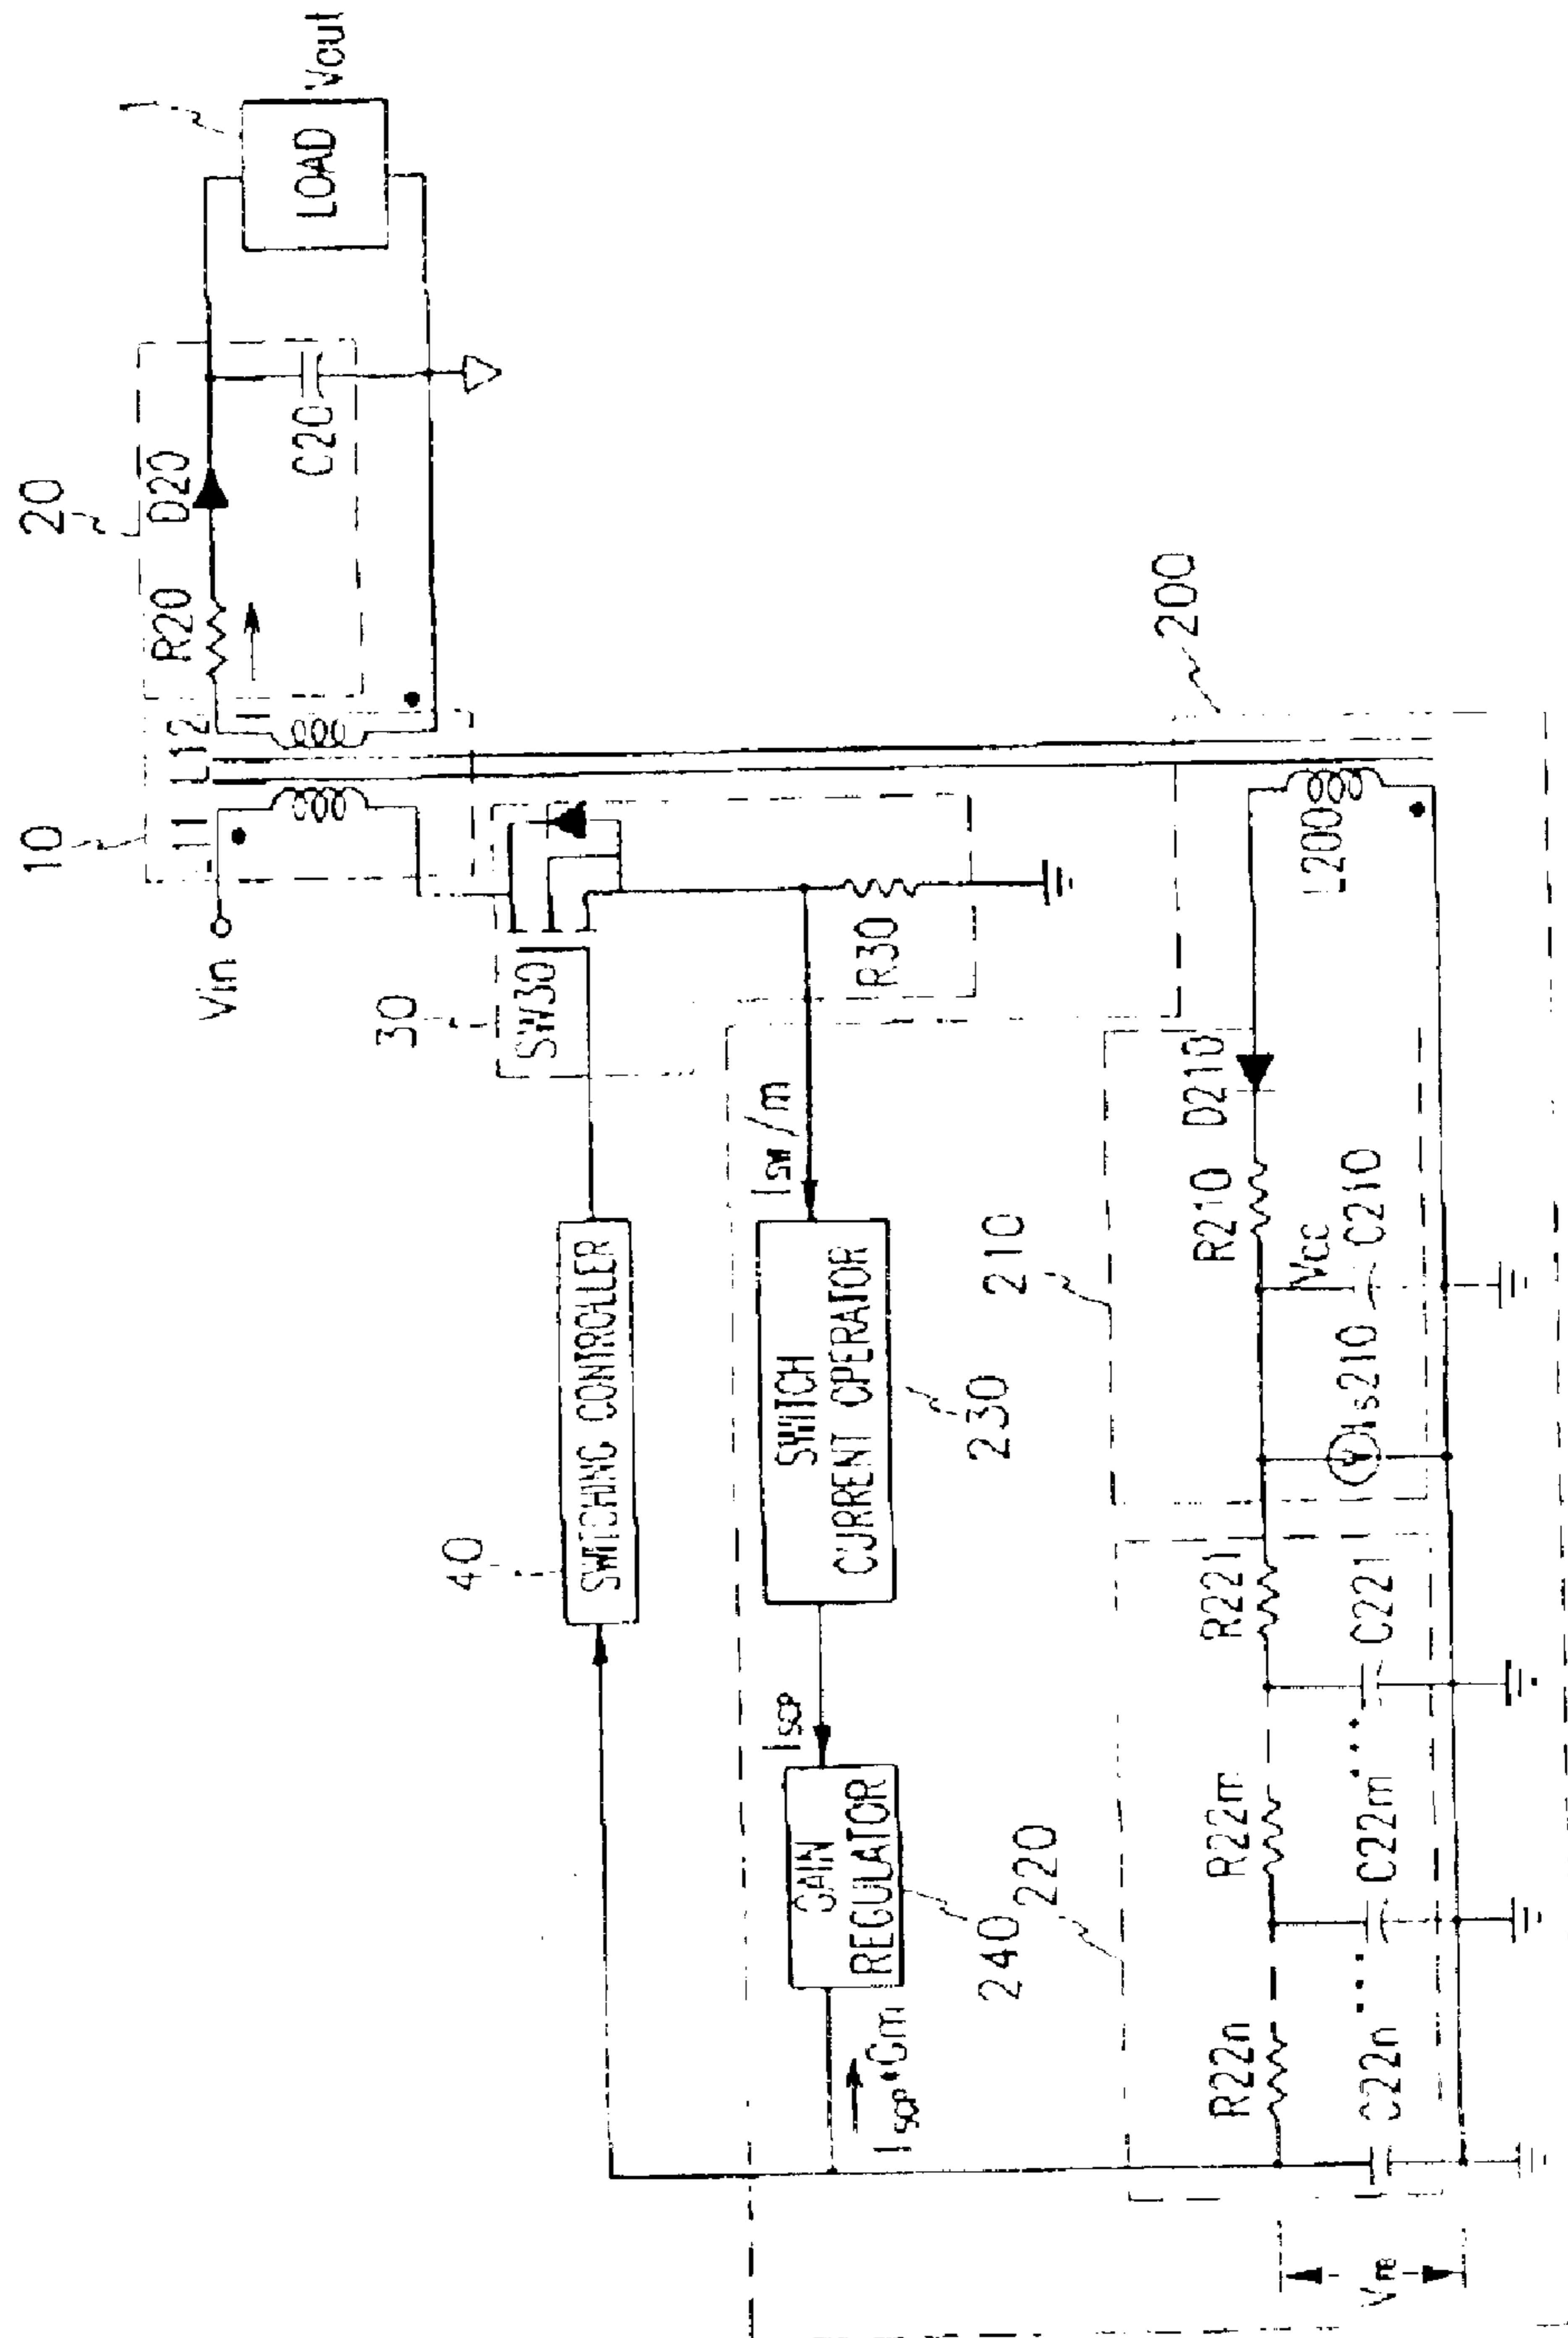 10
L11
L12
20
R20
D20
C20
1
LOAD
Vout
Vin
30
SW30
R30
40
SWITCHING CONTROLLER
Isw/m
SWITCH
CURRENT OPERATOR
230
Iscp
GAIN
REGULATOR
240
Iscp*Gm
200
L200
210
D210
R210
Vcc
C210
Is210
220
R221
C221
R22m
C22m
R22n
C22n
VFB